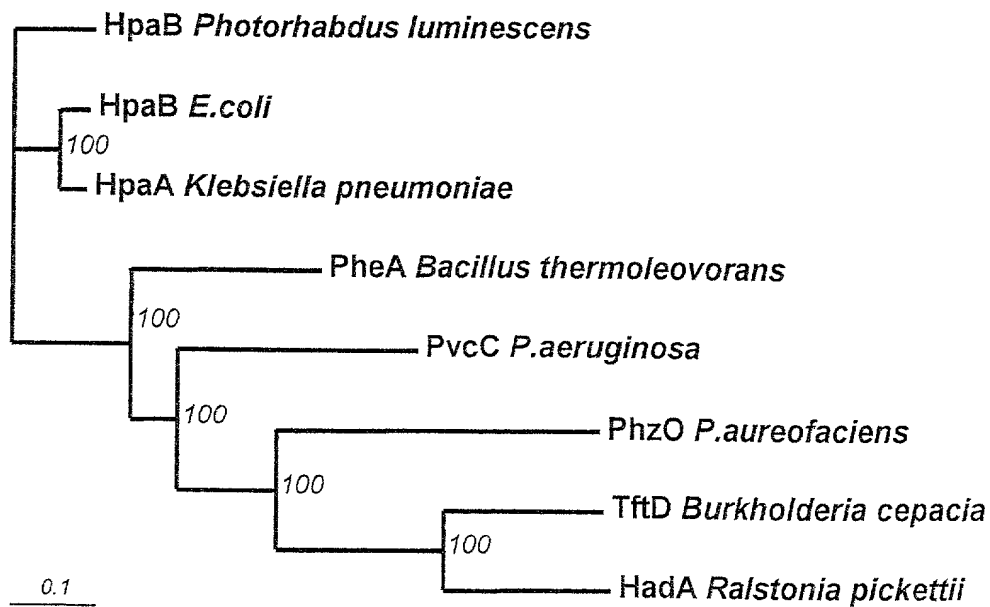 HpaB Photorhabdus luminescens
HpaB E.coli
100
HpaA Klebsiella pneumoniae
PheA Bacillus thermoleovorans
100
PvcC P.aeruginosa
100
PhzO P.aureofaciens
100
TftD Burkholderia cepacia
100
HadA Ralstonia pickettii
0.1